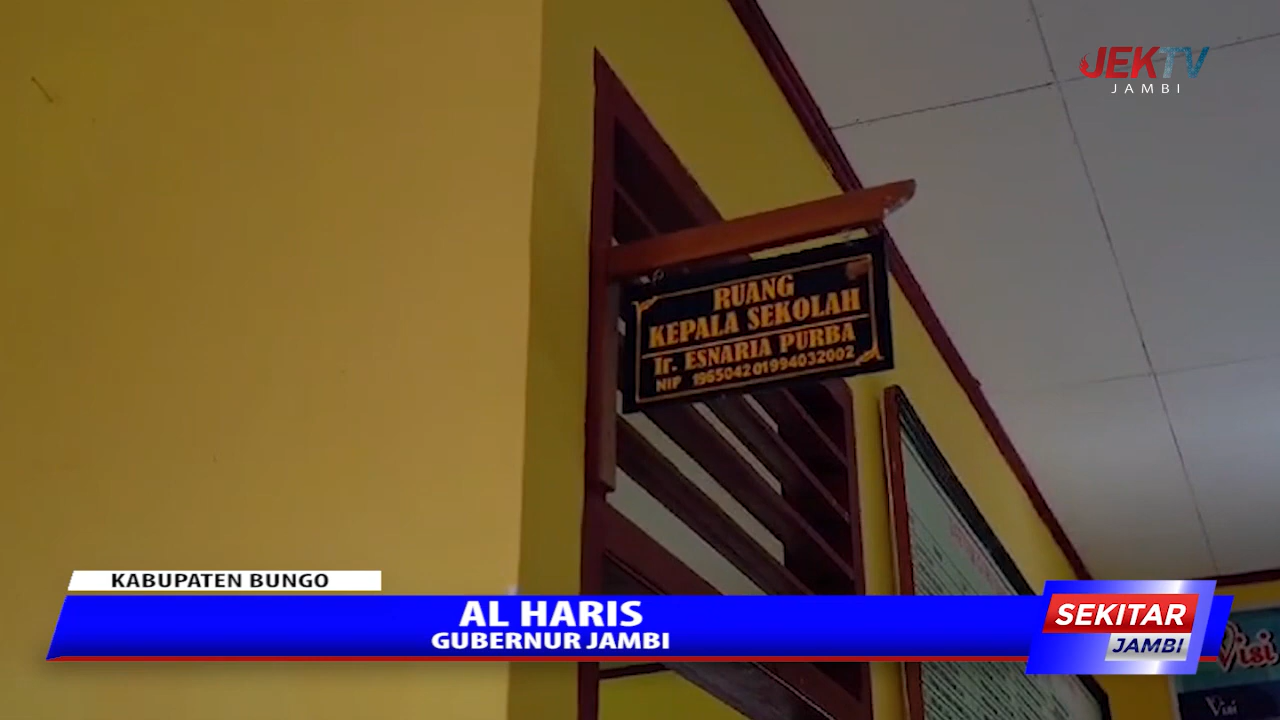 JEKTV
JAMBI
RUANG
KEPALA SEKOLAH
Ir. ESNARIA PURBA
NIP 196504201994032002
KABUPATEN BUNGO
AL HARIS
GUBERNUR JAMBI
SEKITAR
JAMBI
Visi
Visi